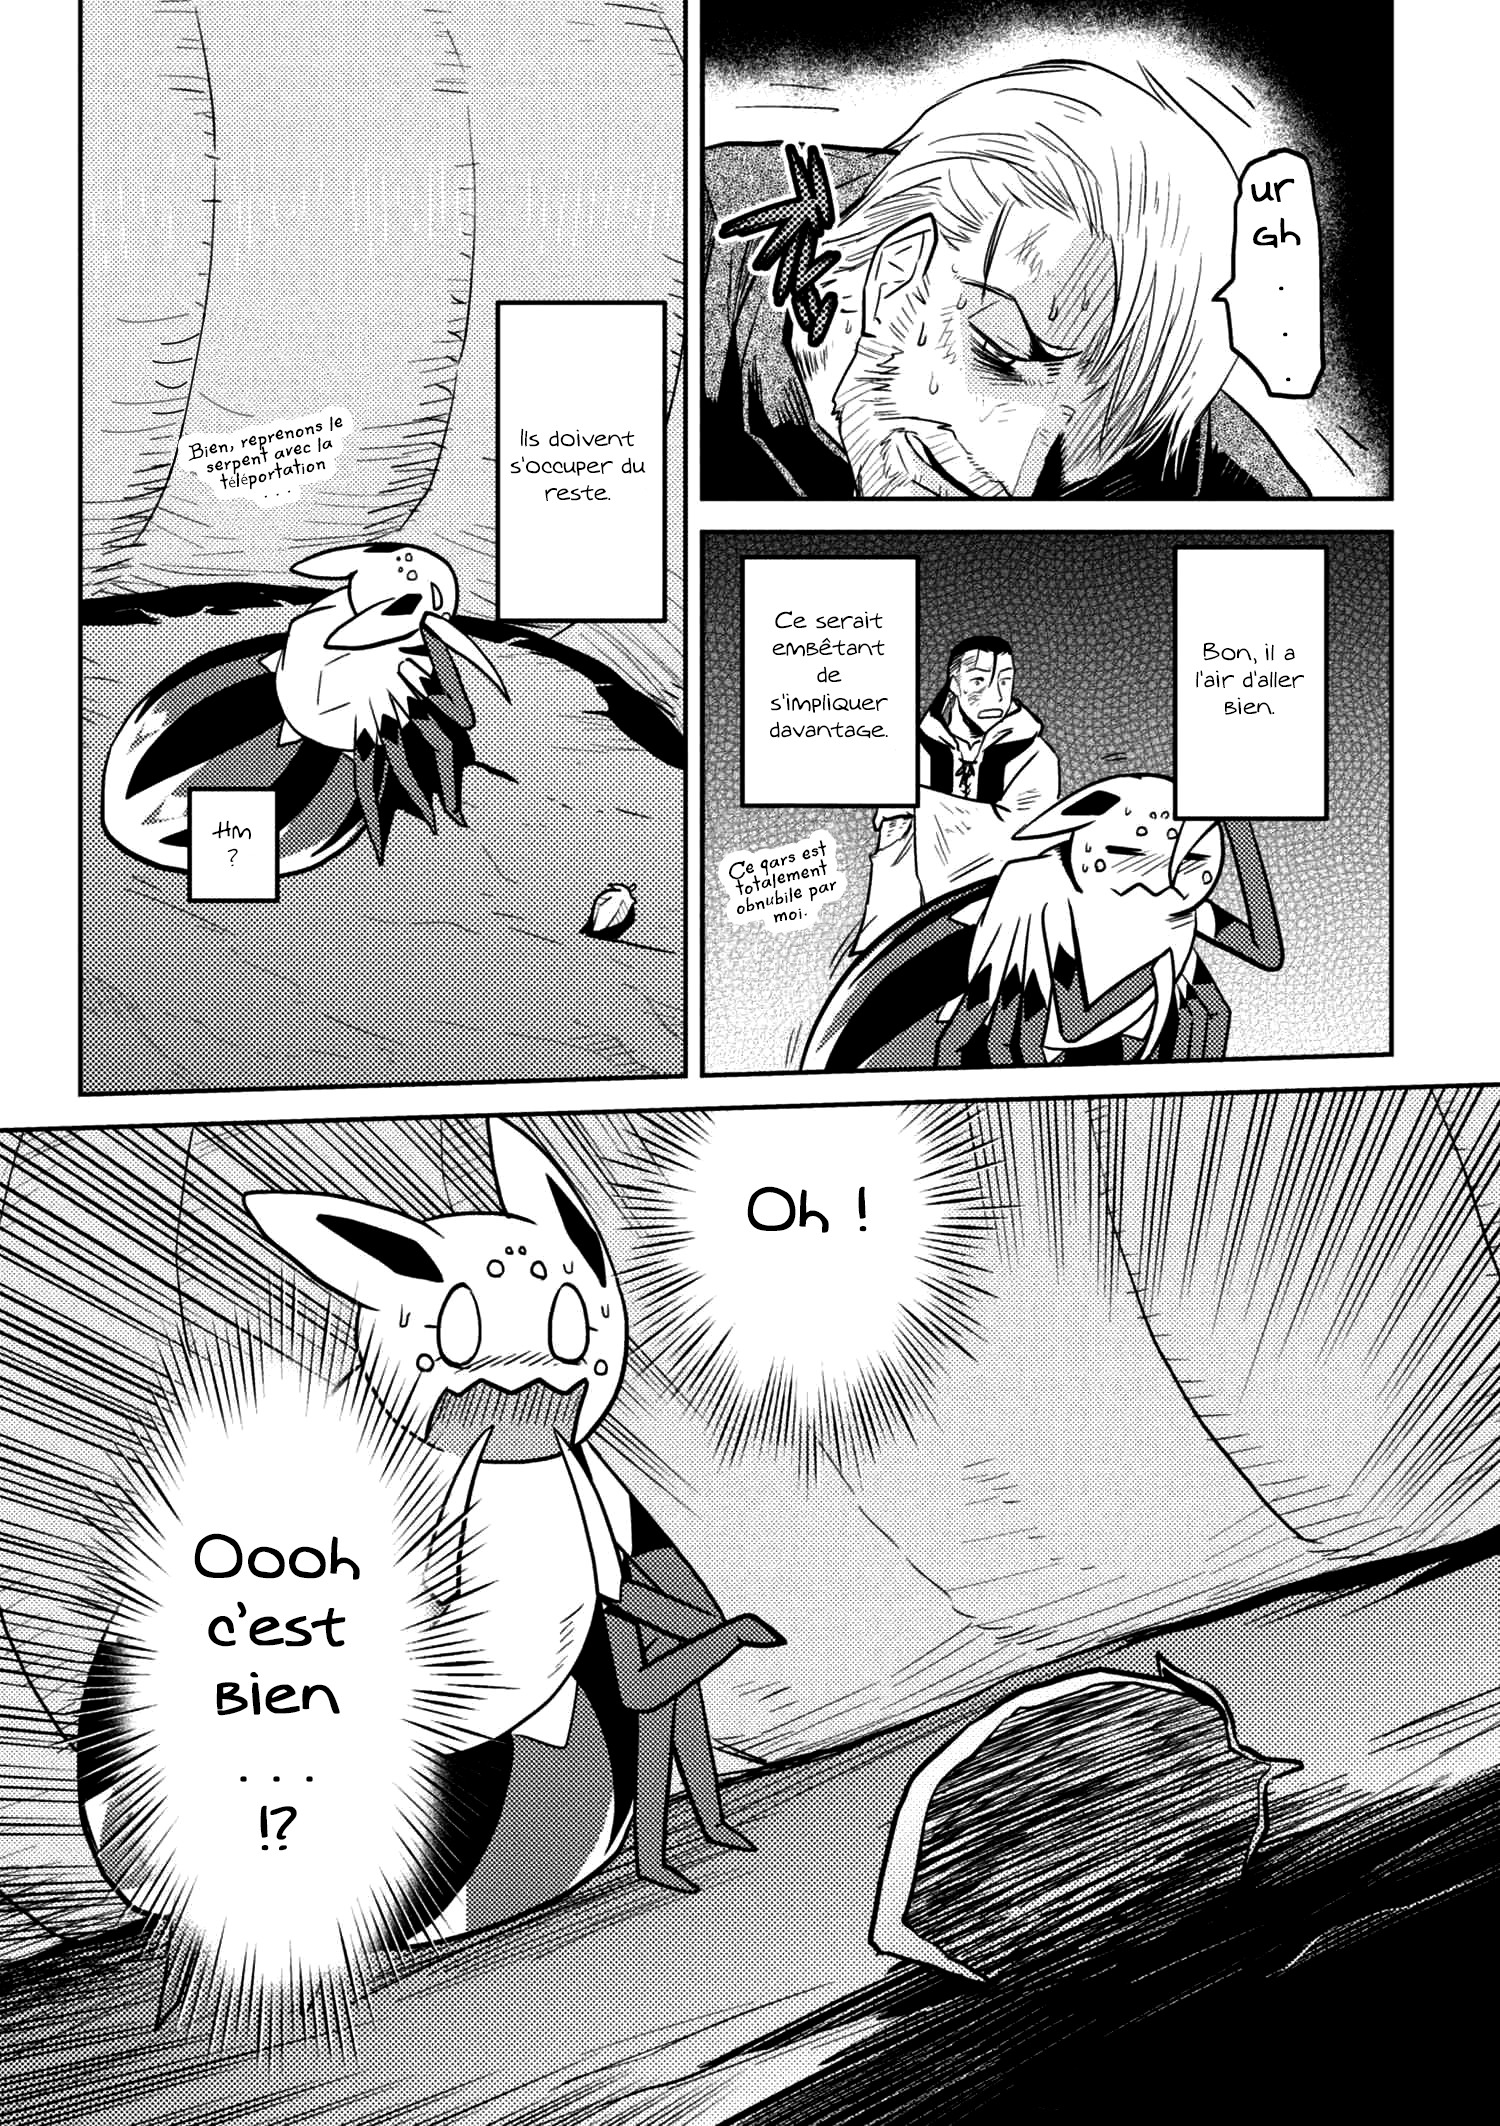 ur
Gh
.
.
.
Bon, il a
l'air d'aller
bien.
Ce serait
embêtant
de
s'impliquer
davantage.
Ce gars est
totalement
obnubile par
moi.
Ils doivent
s'occuper du
reste.
Bien, reprenons le
serpent avec la
téléportation
. . .
Hm
?
Oh !
Oooh
c'est
bien
. . .
!?